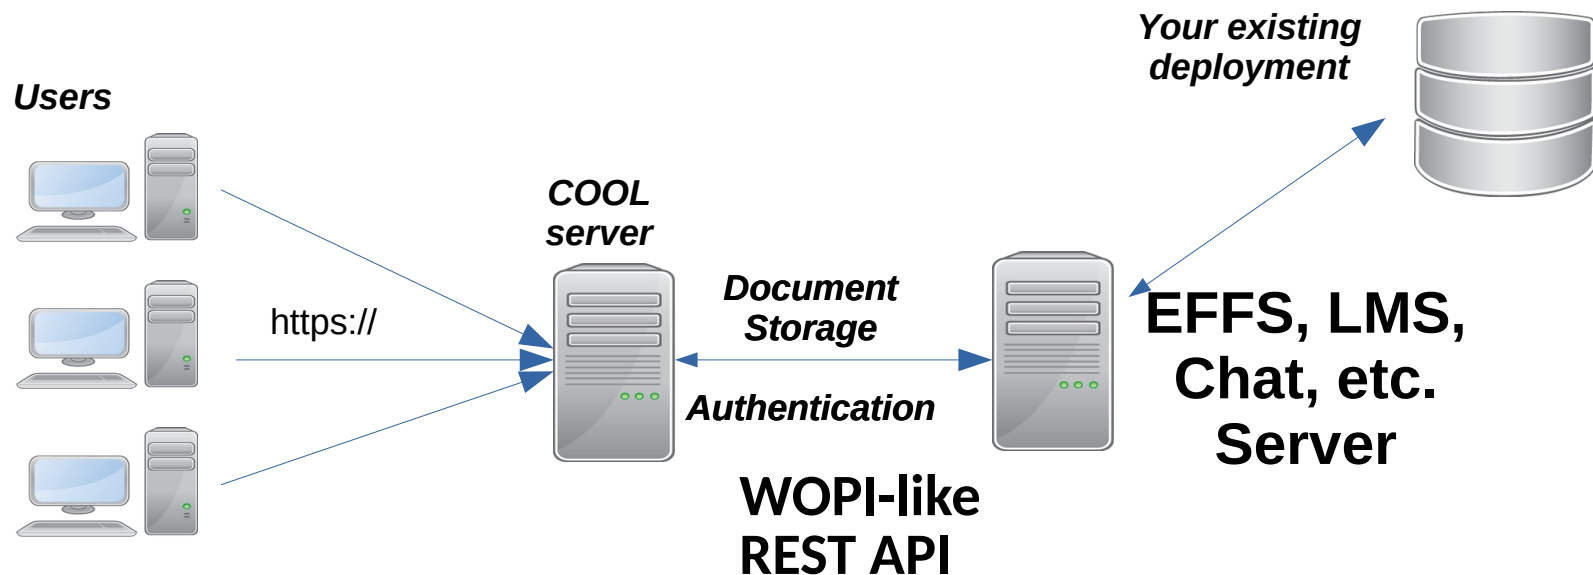 Users
https://
COOL
server
Document
Storage
Authentication
WOPI-like
REST API
Your existing
deployment
EFFS, LMS,
Chat, etc.
Server